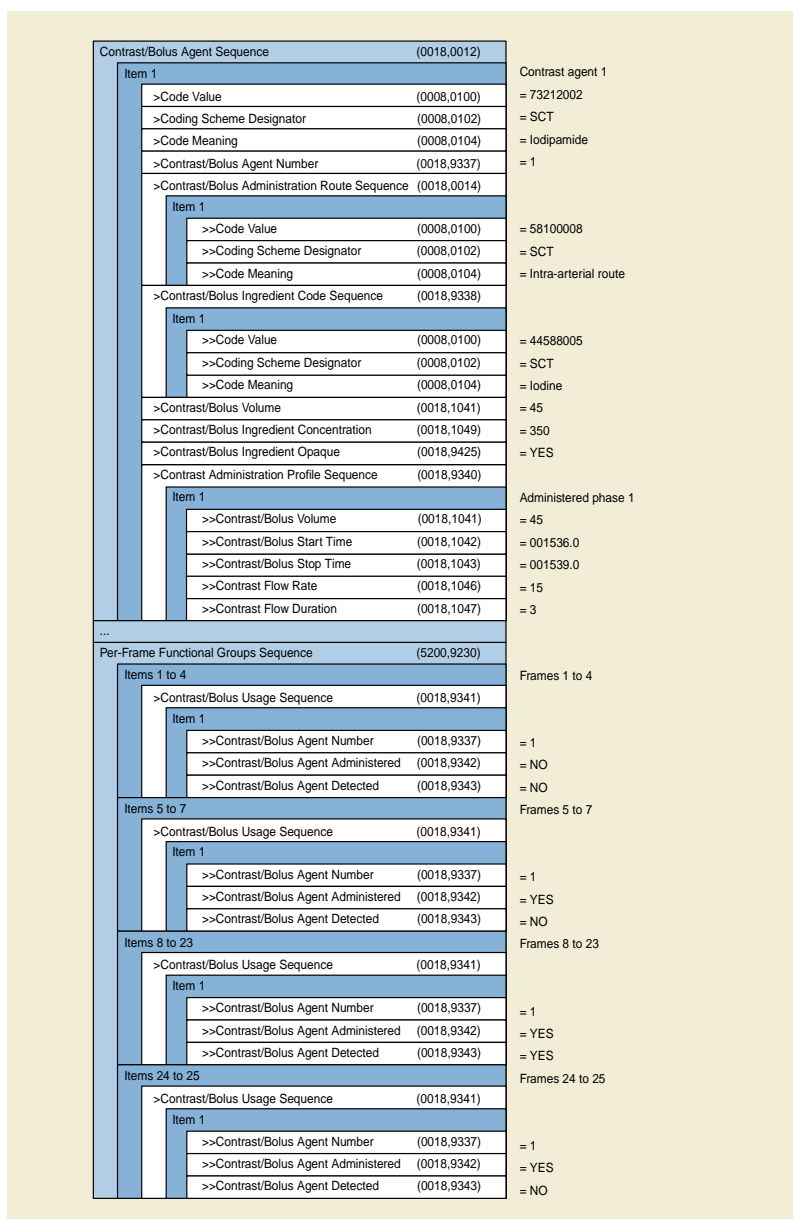 Contrast/Bolus Agent Sequence (0018,0012)
Item 1 Contrast agent 1
>Code Value (0008,0100) = 73212002
>Coding Scheme Designator (0008,0102) = SCT
>Code Meaning (0008,0104) = Iodipamide
>Contrast/Bolus Agent Number (0018,9337) = 1
>Contrast/Bolus Administration Route Sequence (0018,0014)
Item 1
>>Code Value (0008,0100) = 58100008
>>Coding Scheme Designator (0008,0102) = SCT
>>Code Meaning (0008,0104) = Intra-arterial route
>Contrast/Bolus Ingredient Code Sequence (0018,9338)
Item 1
>>Code Value (0008,0100) = 44588005
>>Coding Scheme Designator (0008,0102) = SCT
>>Code Meaning (0008,0104) = Iodine
>Contrast/Bolus Volume (0018,1041) = 45
>Contrast/Bolus Ingredient Concentration (0018,1049) = 350
>Contrast/Bolus Ingredient Opaque (0018,9425) = YES
>Contrast Administration Profile Sequence (0018,9340)
Item 1 Administered phase 1
>>Contrast/Bolus Volume (0018,1041) = 45
>>Contrast/Bolus Start Time (0018,1042) = 001536.0
>>Contrast/Bolus Stop Time (0018,1043) = 001539.0
>>Contrast Flow Rate (0018,1046) = 15
>>Contrast Flow Duration (0018,1047) = 3
...
Per-Frame Functional Groups Sequence (5200,9230)
Items 1 to 4 Frames 1 to 4
>Contrast/Bolus Usage Sequence (0018,9341)
Item 1
>>Contrast/Bolus Agent Number (0018,9337) = 1
>>Contrast/Bolus Agent Administered (0018,9342) = NO
>>Contrast/Bolus Agent Detected (0018,9343) = NO
Items 5 to 7 Frames 5 to 7
>Contrast/Bolus Usage Sequence (0018,9341)
Item 1
>>Contrast/Bolus Agent Number (0018,9337) = 1
>>Contrast/Bolus Agent Administered (0018,9342) = YES
>>Contrast/Bolus Agent Detected (0018,9343) = NO
Items 8 to 23 Frames 8 to 23
>Contrast/Bolus Usage Sequence (0018,9341)
Item 1
>>Contrast/Bolus Agent Number (0018,9337) = 1
>>Contrast/Bolus Agent Administered (0018,9342) = YES
>>Contrast/Bolus Agent Detected (0018,9343) = YES
Items 24 to 25 Frames 24 to 25
>Contrast/Bolus Usage Sequence (0018,9341)
Item 1
>>Contrast/Bolus Agent Number (0018,9337) = 1
>>Contrast/Bolus Agent Administered (0018,9342) = YES
>>Contrast/Bolus Agent Detected (0018,9343) = NO